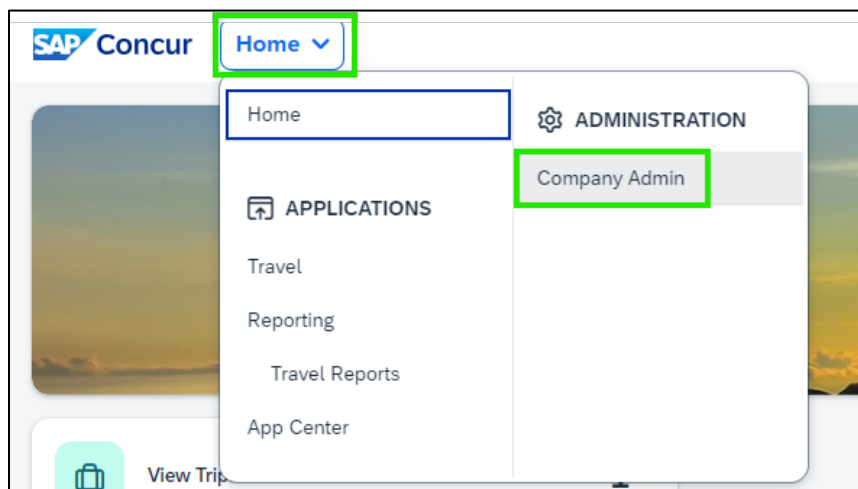 SAP Concur
Home
Home
ADMINISTRATION
Company Admin
APPLICATIONS
Travel
Reporting
Travel Reports
App Center
View Trip